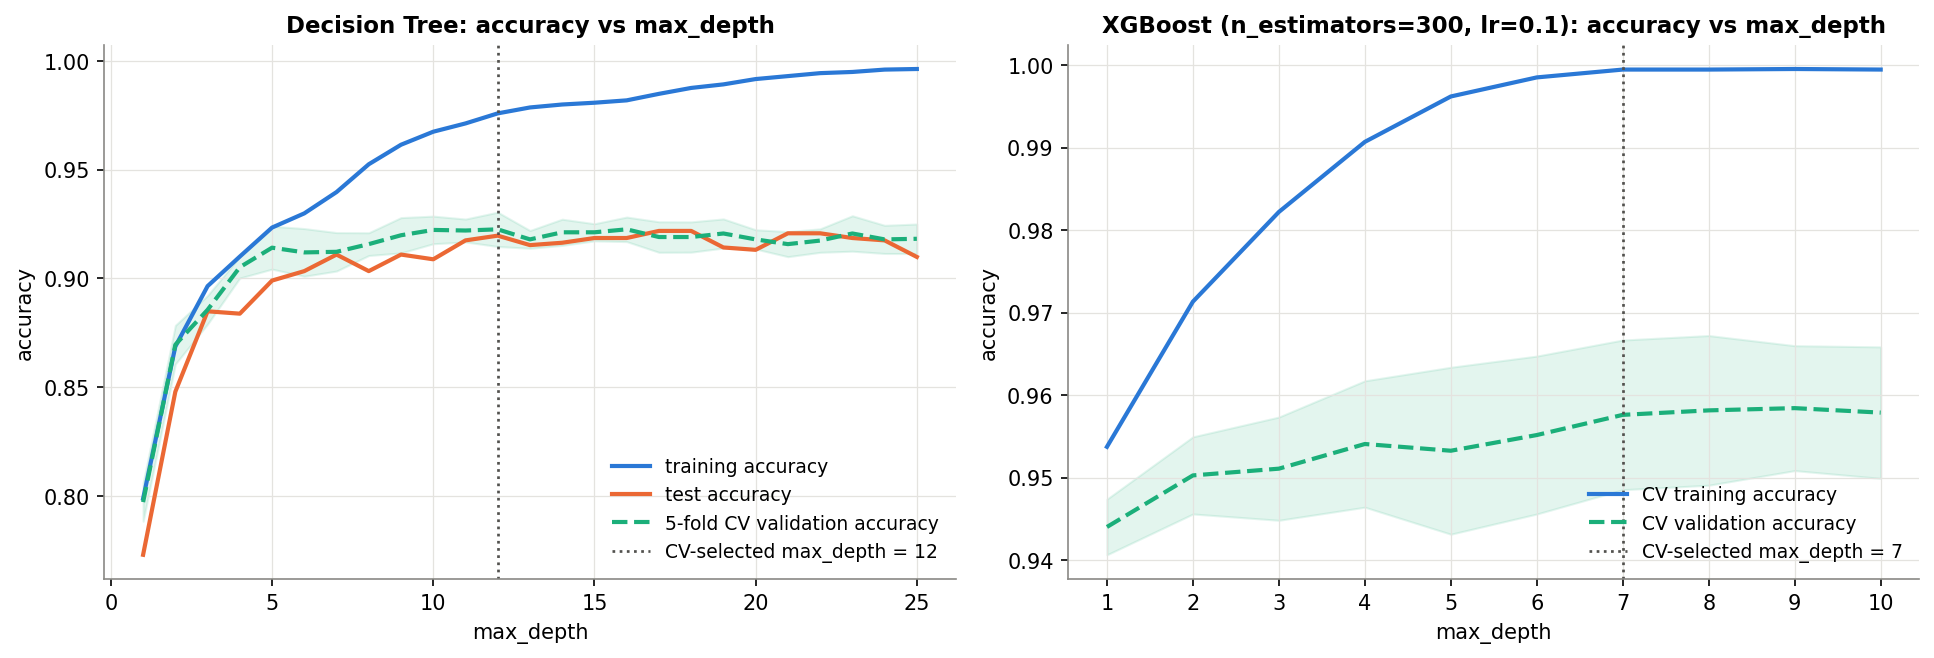 Decision Tree: accuracy vs max_depth
1.00
0.95
0.90
0.85
0.80
accuracy
training accuracy
test accuracy
5-fold CV validation accuracy
CV-selected max_depth = 12
0 5 10 15 20 25
max_depth
XGBoost (n_estimators=300, lr=0.1): accuracy vs max_depth
1.00
0.99
0.98
0.97
0.96
0.95
0.94
accuracy
CV training accuracy
CV validation accuracy
CV-selected max_depth = 7
1 2 3 4 5 6 7 8 9 10
max_depth